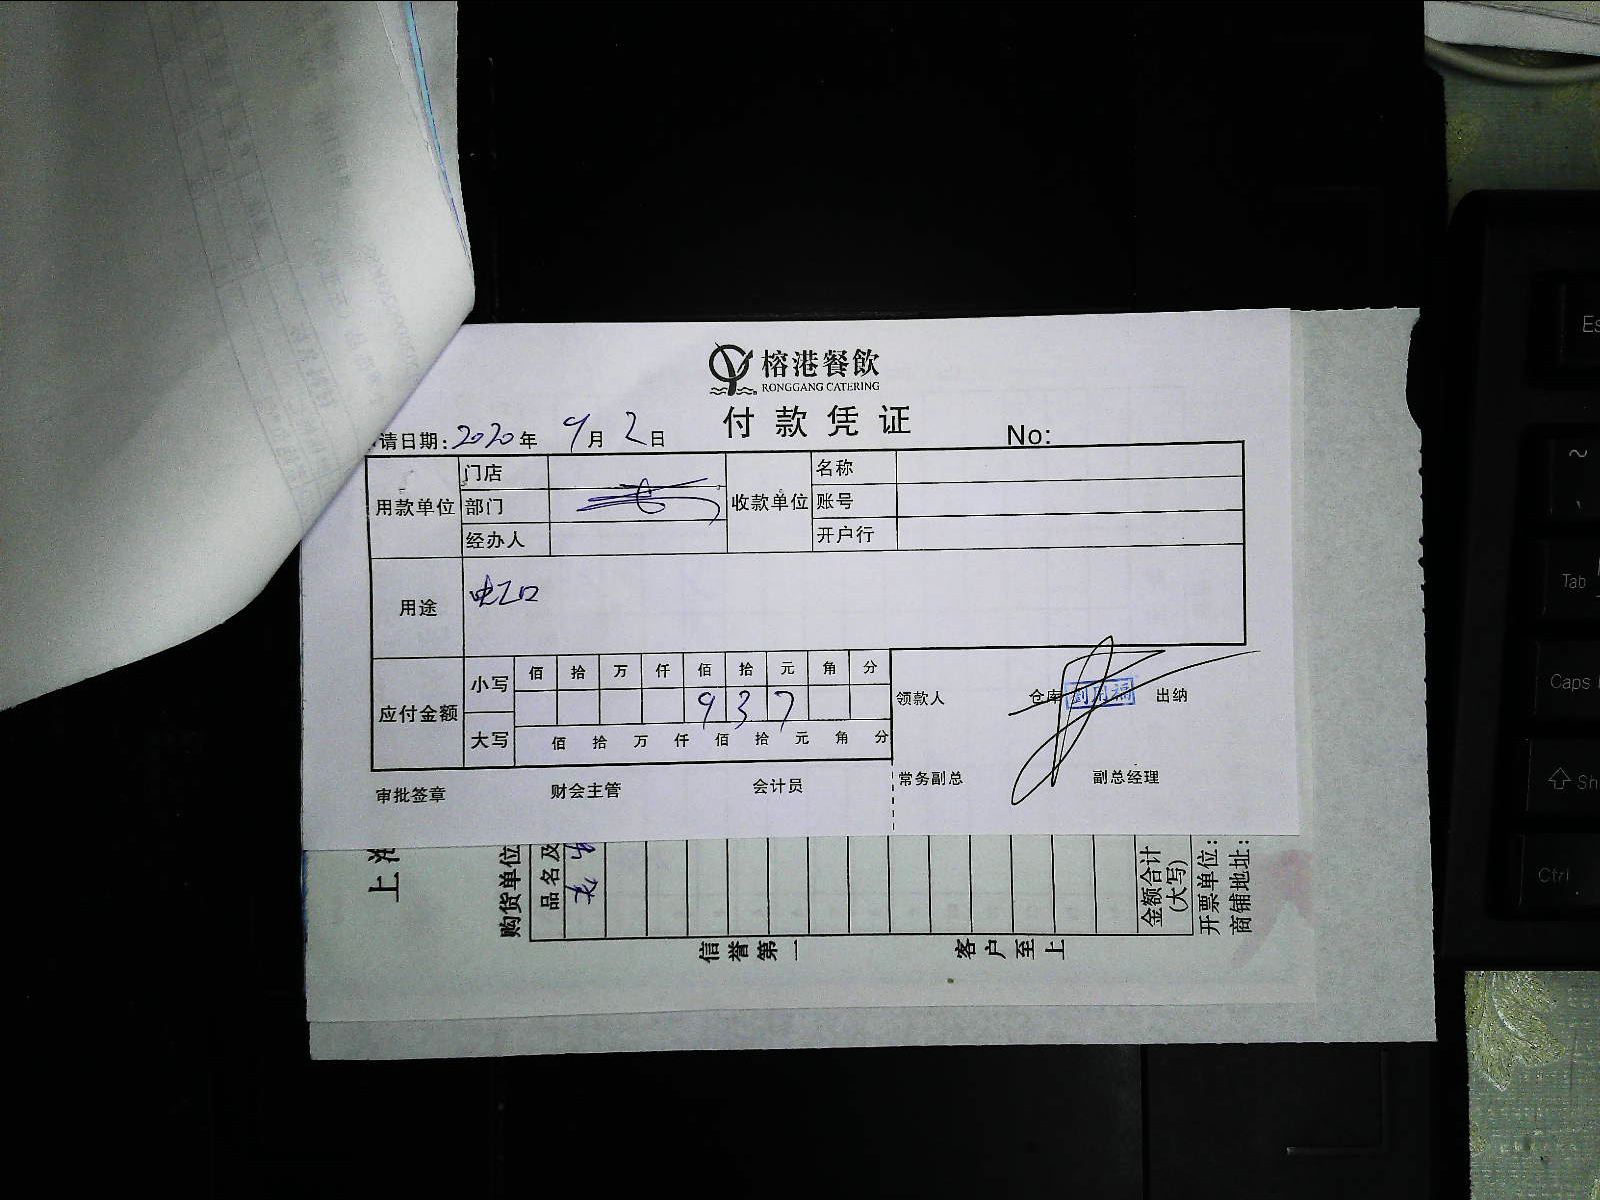 榕港餐飲
RONGGANG CATERING
付款凭证
请日期: 2020年 9月 2日
No:
用款单位
门店
部门
经办人
收款单位
名称
账号
开户行
用途
应付金额
小写
佰 拾 万 仟 佰 拾 元 角 分
9 3 7
大写
佰 拾 万 仟 佰 拾 元 角 分
领款人 仓库 出纳
常务副总 副总经理
审批签章 财会主管 会计员
上
购货单位
品名及
金额合计
(大写)
开票单位:
商铺地址:
信誉第一 客户至上
Es
~
Tab
Caps
Sh
Ctrl